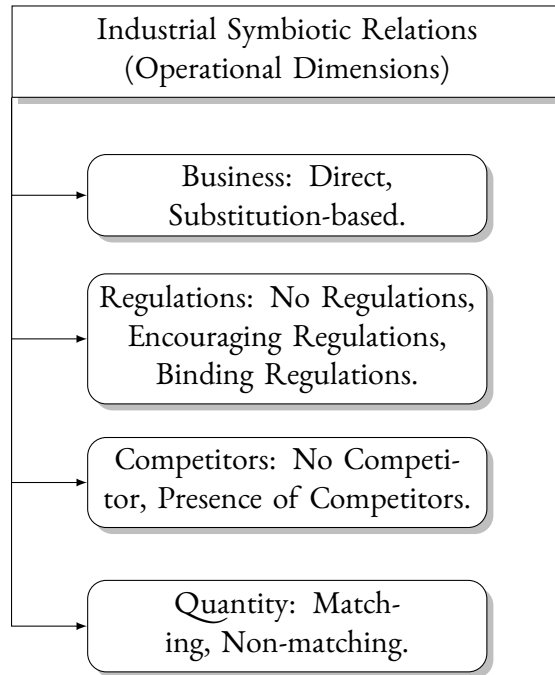 Industrial Symbiotic Relations
(Operational Dimensions)
Business: Direct,
Substitution-based.
Regulations: No Regulations,
Encouraging Regulations,
Binding Regulations.
Competitors: No Competi-
tor, Presence of Competitors.
Quantity: Match-
ing, Non-matching.